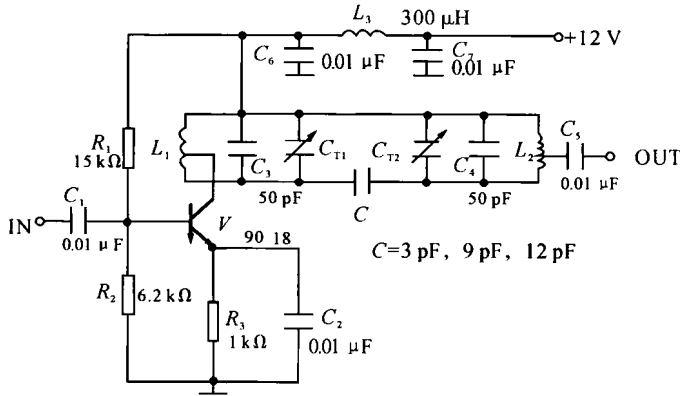 L₃ 300 μH
C₆ 0.01 μF
C₇ 0.01 μF
+12 V
R₁ 15 kΩ
L₁
C₃
C_T1
C_T2
C₄
L₂
C₅
OUT
0.01 μF
50 pF
C
50 pF
C₁
IN
0.01 μF
V
90 18
C=3 pF, 9 pF, 12 pF
R₂ 6.2 kΩ
R₃ 1 kΩ
C₂
0.01 μF